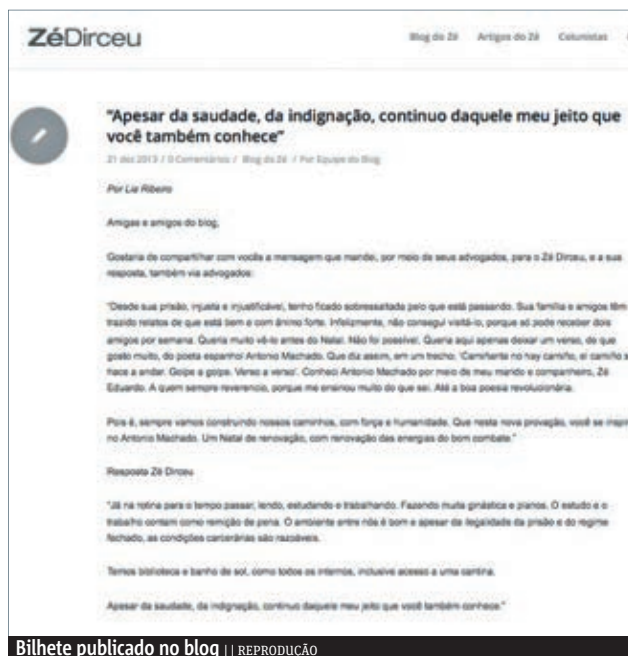 ZéDirceu
Blog do Zé Artigos do Zé Colunistas
"Apesar da saudade, da indignação, continuo daquele meu jeito que
você também conhece"
21 dez 2013 / 0 Comentários / Blog do Zé / Por Equipe do Blog
Por Lia Ribeiro
Amigas e amigos do blog,
Gostaria de compartilhar com vocês a mensagem que mandei, por meio de seus advogados, para o Zé Dirceu, e a sua
resposta, também via advogados:
"Desde sua prisão, injusta e injustificável, tenho ficado sobressaltada pelo que está passando. Sua família e amigos têm
trazido relatos de que está bem e com ânimo forte. Infelizmente, não consegui visitá-lo, porque só pode receber dois
amigos por semana. Queria muito vê-lo antes do Natal. Não foi possível. Queria aqui apenas deixar um verso, de que
gosto muito, do poeta espanhol Antonio Machado. Que diz assim, em um trecho: 'Caminante no hay camiño, el camiño s
hace a andar. Golpe a golpe. Verso a verso'. Conheci Antonio Machado por meio de meu marido e companheiro, Zé
Eduardo. A quem sempre reverencio, porque me ensinou muito do que sei. Até a boa poesia revolucionária.
Pois é, sempre vamos construindo nossos caminhos, com força e humanidade. Que nesta nova provação, você se inspi
no Antonio Machado. Um Natal de renovação, com renovação das energias do bom combate."
Resposta Zé Dirceu
"Já na rotina para o tempo passar, lendo, estudando e trabalhando. Fazendo muita ginástica e planos. O estudo e o
trabalho contam como remição de pena. O ambiente entre nós é bom e apesar da ilegalidade da prisão e do regime
fechado, as condições carcerárias são razoáveis.
Temos biblioteca e banho de sol, como todos os internos, inclusive acesso a uma cantina.
Apesar da saudade, da indignação, continuo daquele meu jeito que você também conhece."
Bilhete publicado no blog || REPRODUÇÃO